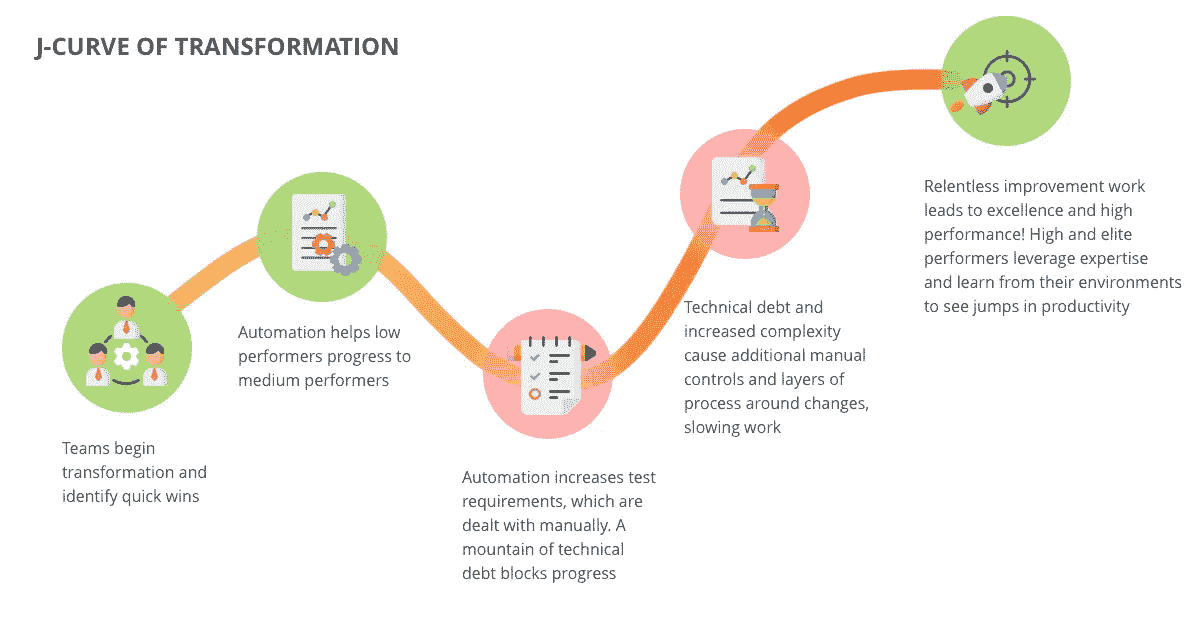 J-CURVE OF TRANSFORMATION
Teams begin
transformation and
identify quick wins
Automation helps low
performers progress to
medium performers
Automation increases test
requirements, which are
dealt with manually. A
mountain of technical
debt blocks progress
Technical debt and
increased complexity
cause additional manual
controls and layers of
process around changes,
slowing work
Relentless improvement work
leads to excellence and high
performance! High and elite
performers leverage expertise
and learn from their environments
to see jumps in productivity